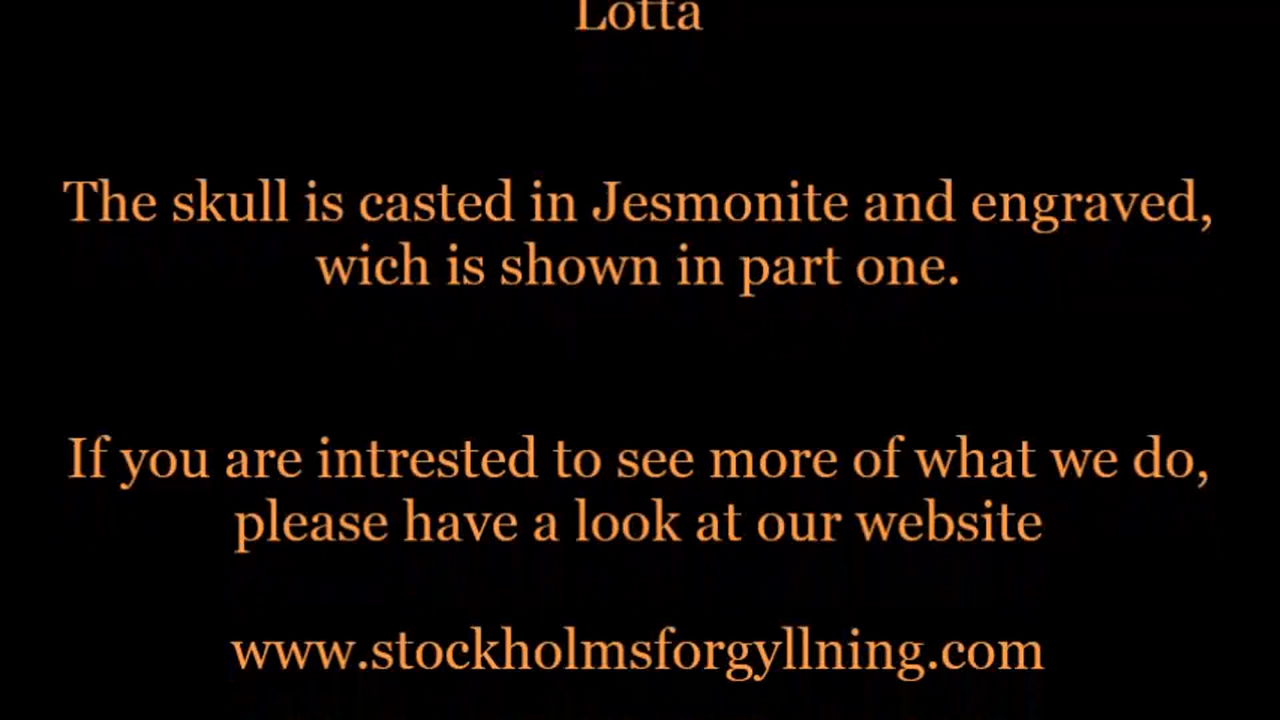 Lotta
The skull is casted in Jesmonite and engraved,
wich is shown in part one.
If you are intrested to see more of what we do,
please have a look at our website
www.stockholmsforgyllning.com